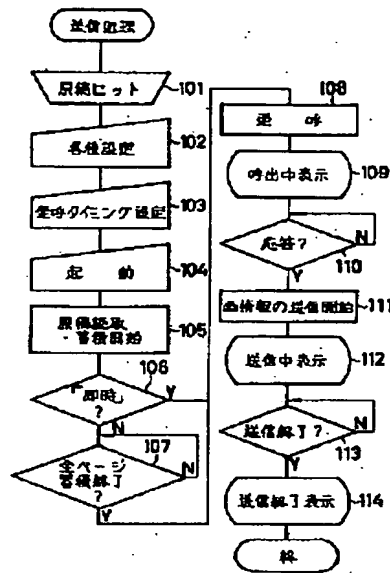 送信処理
原稿セット
101
各種設定
102
発呼タイミング設定
103
起動
104
原稿読取
蓄積開始
105
「即時」
?
106
Y
N
全ページ
蓄積終了
?
107
N
Y
発呼
108
呼出中表示
109
応答?
110
N
Y
画情報の送信開始
111
送信中表示
112
送信終了?
113
N
Y
送信終了表示
114
終